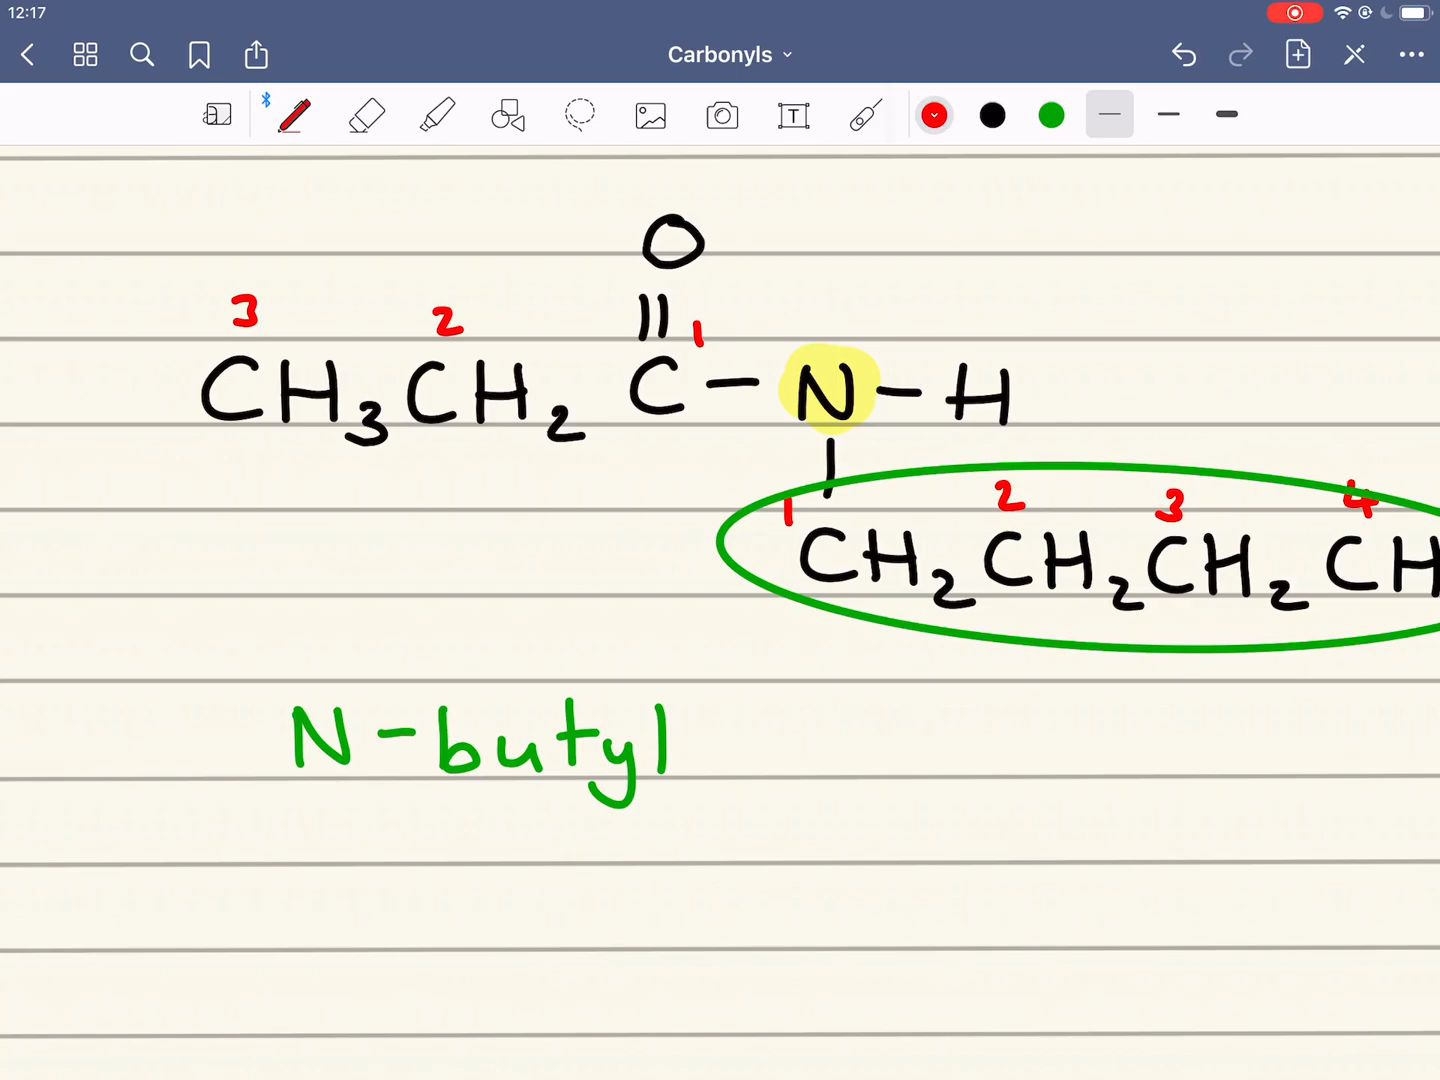 12:17
Carbonyls
T
O
3 2 1
CH₃CH₂ C - N - H
1 2 3 4
CH₂CH₂CH₂CH
N-butyl